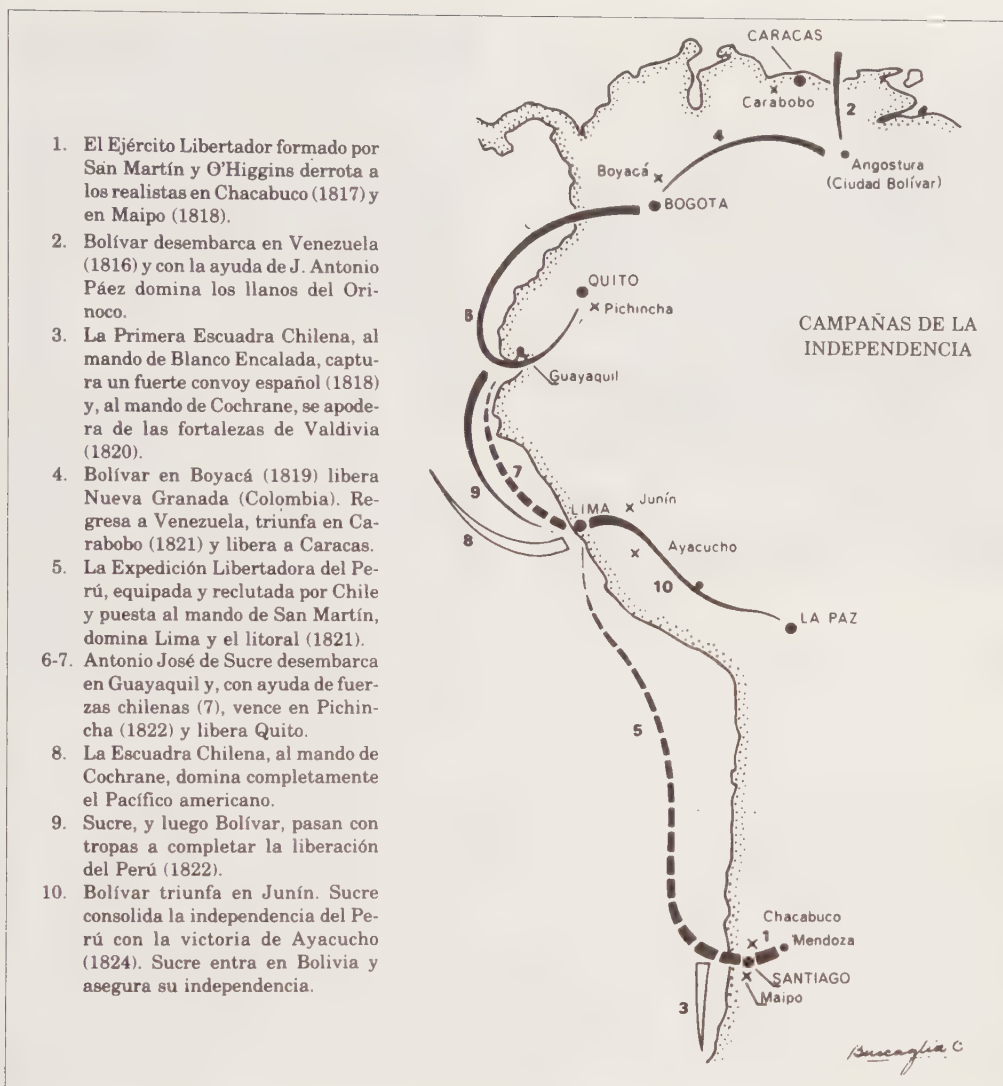 1. El Ejército Libertador formado por
San Martín y O'Higgins derrota a
los realistas en Chacabuco (1817) y
en Maipo (1818).
2. Bolívar desembarca en Venezuela
(1816) y con la ayuda de J. Antonio
Páez domina los llanos del Ori-
noco.
3. La Primera Escuadra Chilena, al
mando de Blanco Encalada, captu-
ra un fuerte convoy español (1818)
y, al mando de Cochrane, se apode-
ra de las fortalezas de Valdivia
(1820).
4. Bolívar en Boyacá (1819) libera
Nueva Granada (Colombia). Re-
gresa a Venezuela, triunfa en Ca-
rabobo (1821) y libera a Caracas.
5. La Expedición Libertadora del Pe-
rú, equipada y reclutada por Chile
y puesta al mando de San Martín,
domina Lima y el litoral (1821).
6-7. Antonio José de Sucre desembarca
en Guayaquil y, con ayuda de fuer-
zas chilenas (7), vence en Pichin-
cha (1822) y libera Quito.
8. La Escuadra Chilena, al mando de
Cochrane, domina completamente
el Pacífico americano.
9. Sucre, y luego Bolívar, pasan con
tropas a completar la liberación
del Perú (1822).
10. Bolívar triunfa en Junín. Sucre
consolida la independencia del Pe-
rú con la victoria de Ayacucho
(1824). Sucre entra en Bolivia y
asegura su independencia.
CARACAS
Carabobo
2
4
Boyacá
Angostura
(Ciudad Bolívar)
BOGOTA
QUITO
Pichincha
6
CAMPAÑAS DE LA
INDEPENDENCIA
Guayaquil
7
9
Junín
LIMA
8
Ayacucho
10
LA PAZ
5
Chacabuco
1
Mendoza
SANTIAGO
Maipo
3
Buscaglia C